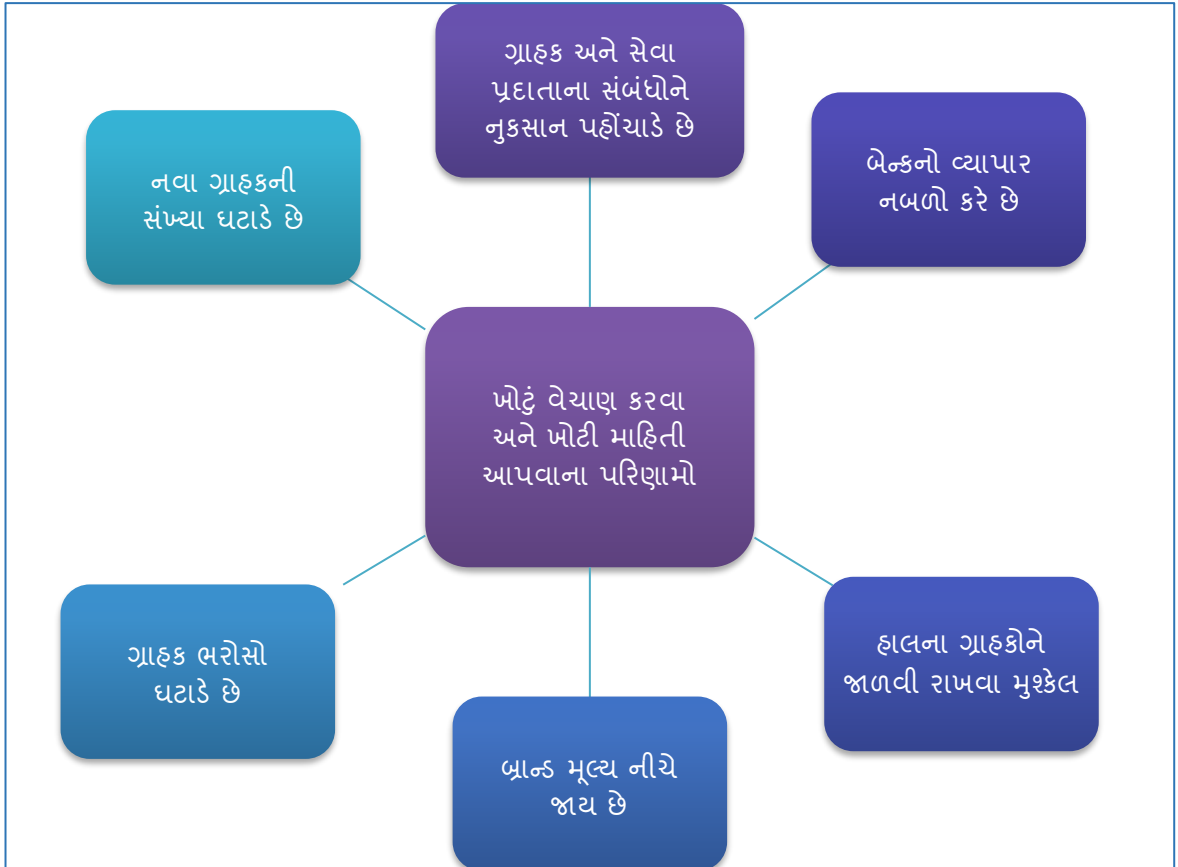 ગ્રાહક અને સેવા
પ્રદાતાના સંબંધોને
નુકસાન પહોંચાડે છે
બેન્કનો વ્યાપાર
નબળો કરે છે
નવા ગ્રાહકની
સંખ્યા ઘટાડે છે
ખોટું વેચાણ કરવા
અને ખોટી માહિતી
આપવાના પરિણામો
હાલના ગ્રાહકોને
જાળવી રાખવા મુશ્કેલ
ગ્રાહક ભરોસો
ઘટાડે છે
બ્રાન્ડ મૂલ્ય નીચે
જાય છે